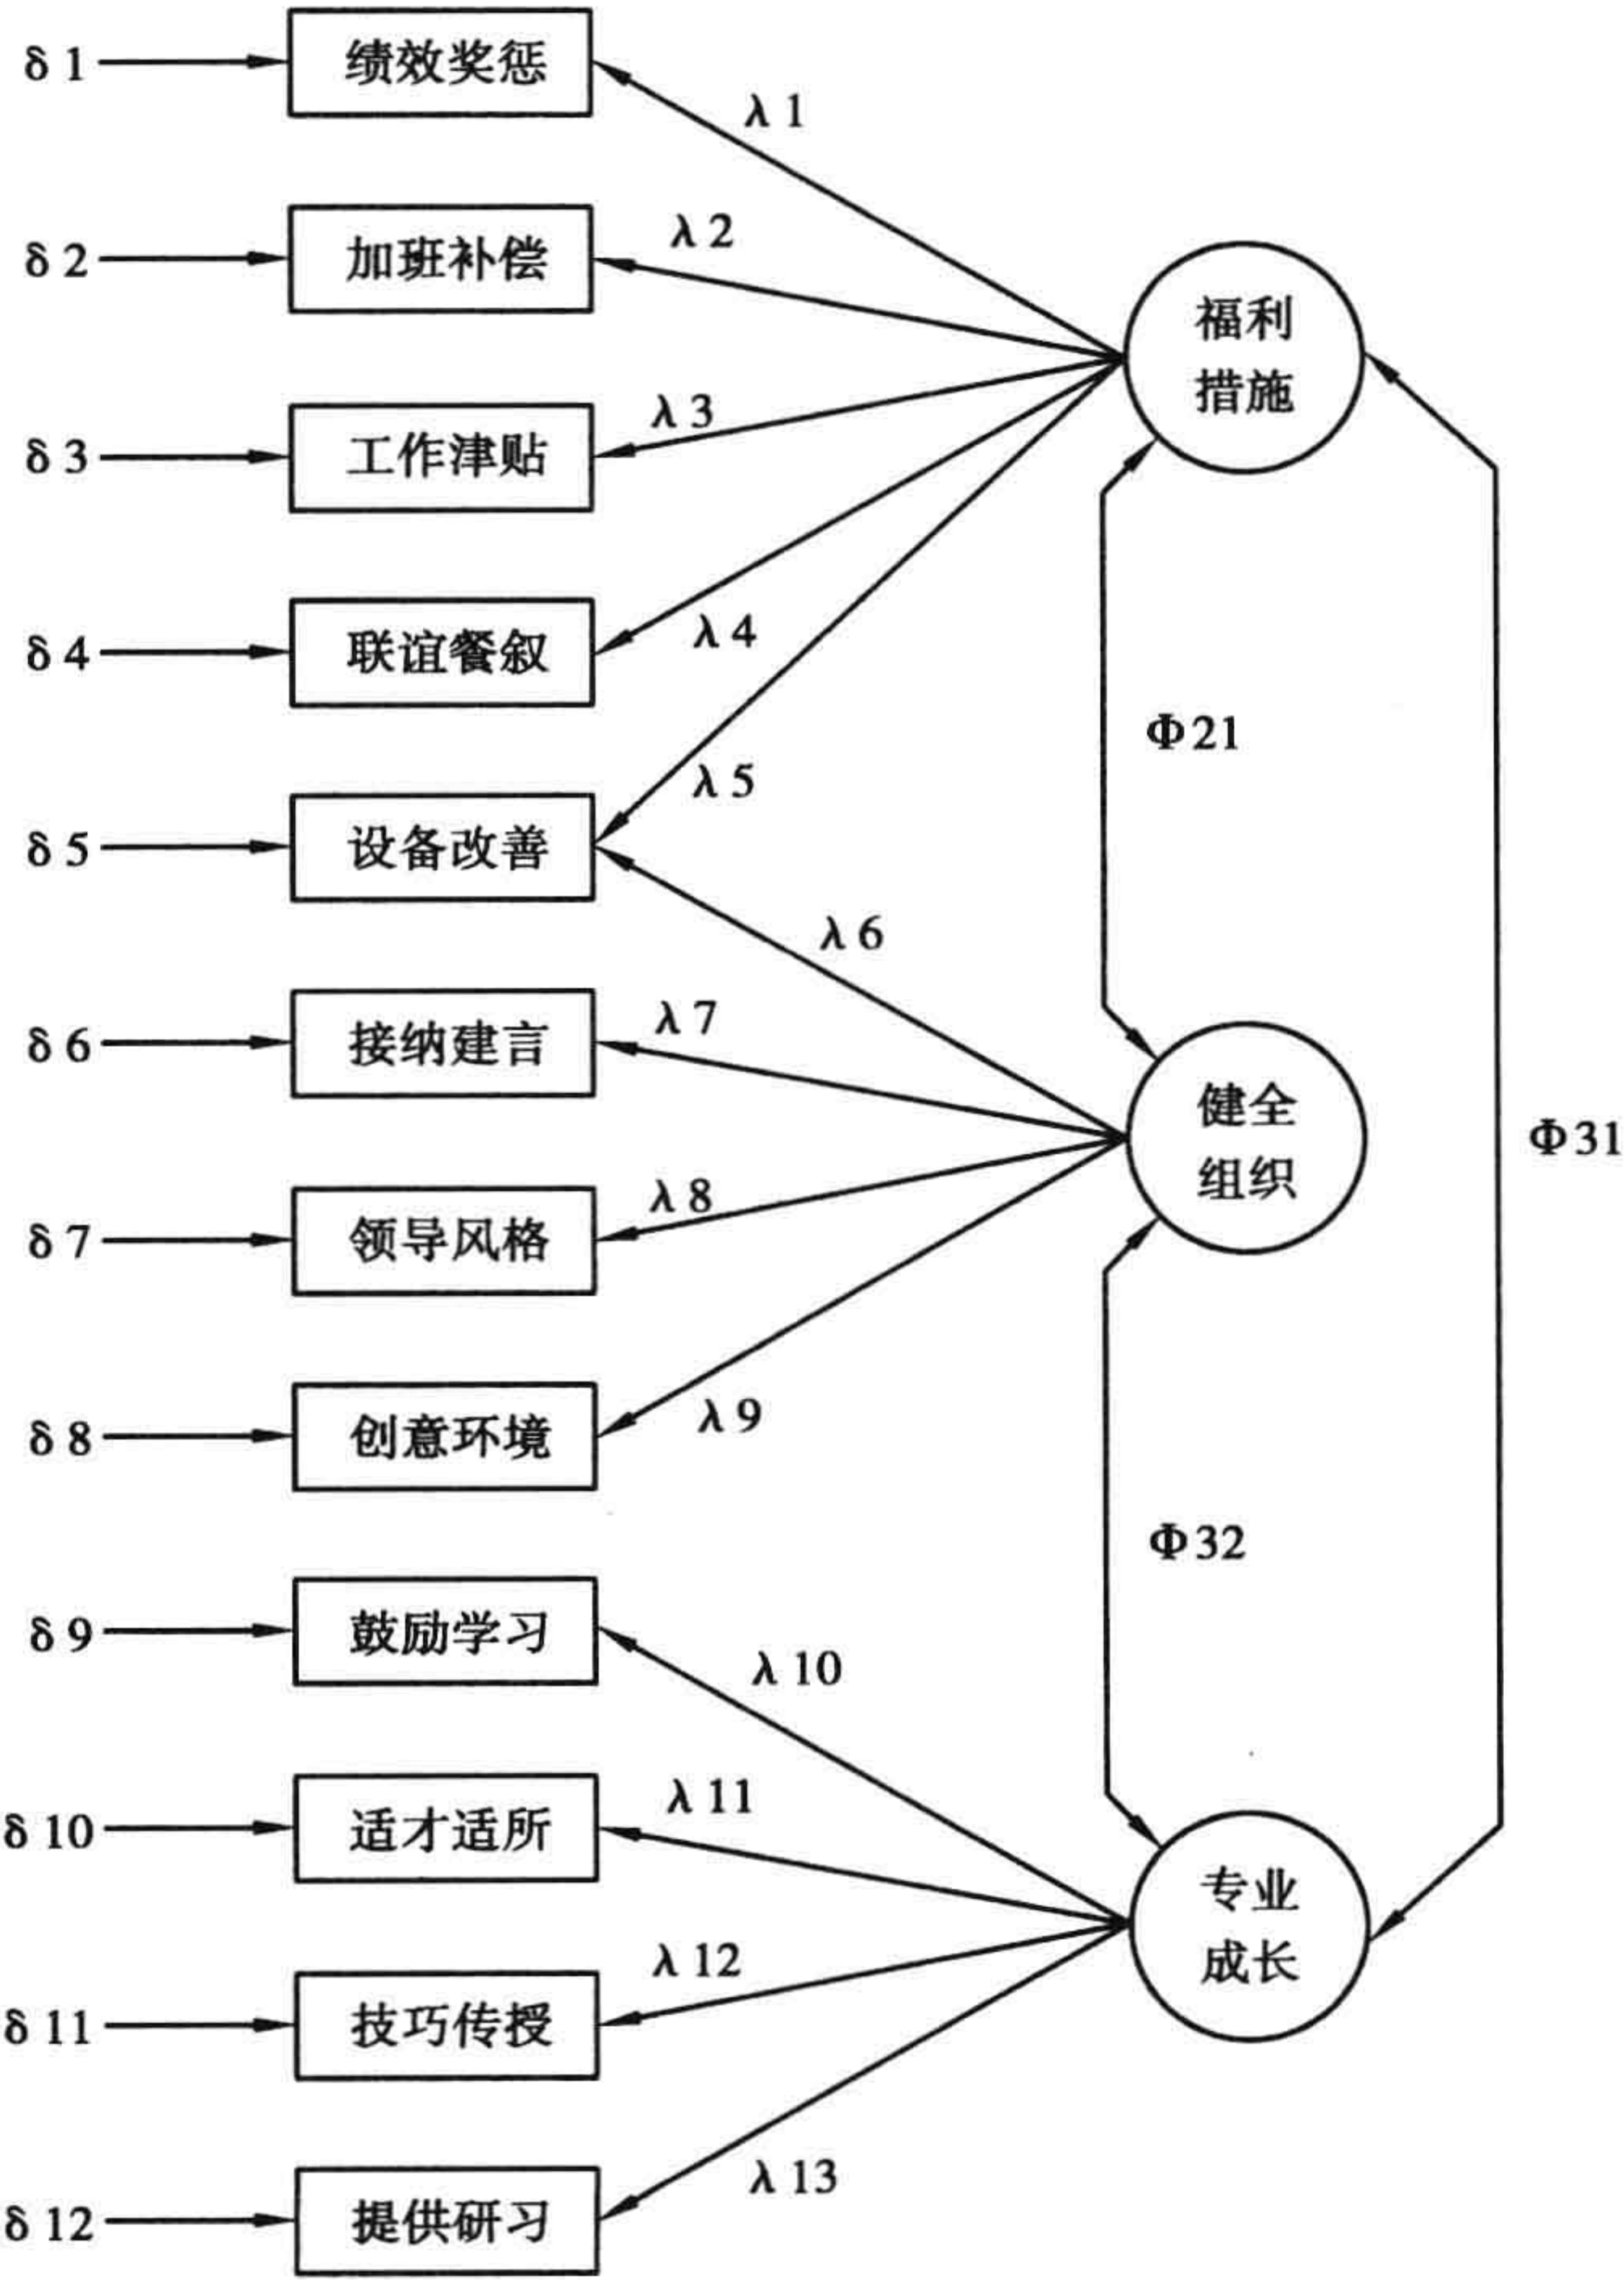 δ 1
绩效奖惩
λ 1
δ 2
加班补偿
λ 2
福利
措施
δ 3
工作津贴
λ 3
δ 4
联谊餐叙
λ 4
Φ21
δ 5
设备改善
λ 5
λ 6
δ 6
接纳建言
λ 7
健全
组织
Φ31
δ 7
领导风格
λ 8
δ 8
创意环境
λ 9
Φ32
δ 9
鼓励学习
λ 10
δ 10
适才适所
λ 11
专业
成长
δ 11
技巧传授
λ 12
δ 12
提供研习
λ 13